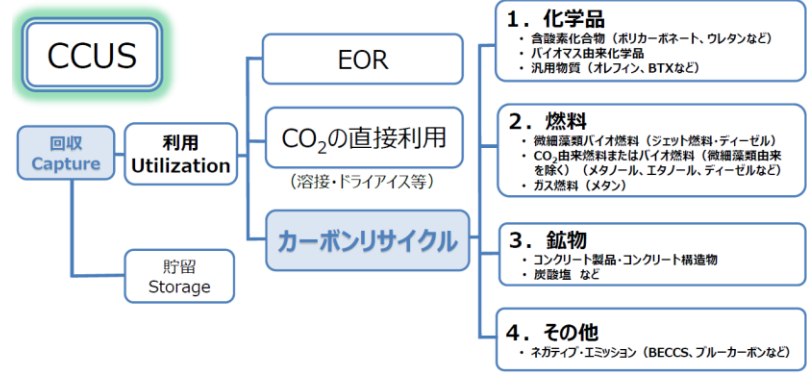 CCUS
回収
Capture
利用
Utilization
貯留
Storage
EOR
CO₂の直接利用
（溶接・ドライアイス等）
カーボンリサイクル
1．化学品
・ 含酸素化合物（ポリカーボネート、ウレタンなど）
・ バイオマス由来化学品
・ 汎用物質（オレフィン、BTXなど）
2．燃料
・ 微細藻類バイオ燃料（ジェット燃料・ディーゼル）
・ CO₂由来燃料またはバイオ燃料（微細藻類由来
を除く）（メタノール、エタノール、ディーゼルなど）
・ ガス燃料（メタン）
3．鉱物
・ コンクリート製品・コンクリート構造物
・ 炭酸塩 など
4．その他
・ ネガティブ・エミッション（BECCS、ブルーカーボンなど）